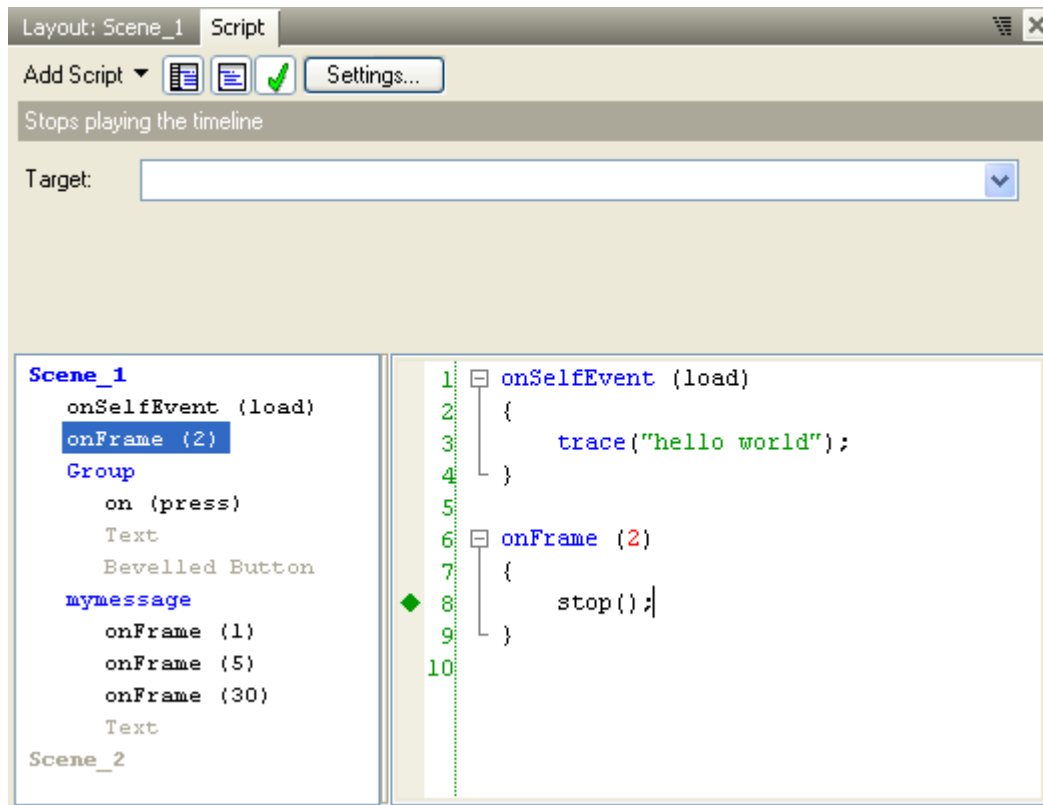 Layout: Scene_1 Script
Add Script Settings...
Stops playing the timeline
Target:
Scene_1
onSelfEvent (load)
onFrame (2)
Group
on (press)
Text
Bevelled Button
mymessage
onFrame (1)
onFrame (5)
onFrame (30)
Text
Scene_2
1 onSelfEvent (load)
2 {
3 trace("hello world");
4 }
5
6 onFrame (2)
7 {
8 stop();
9 }
10